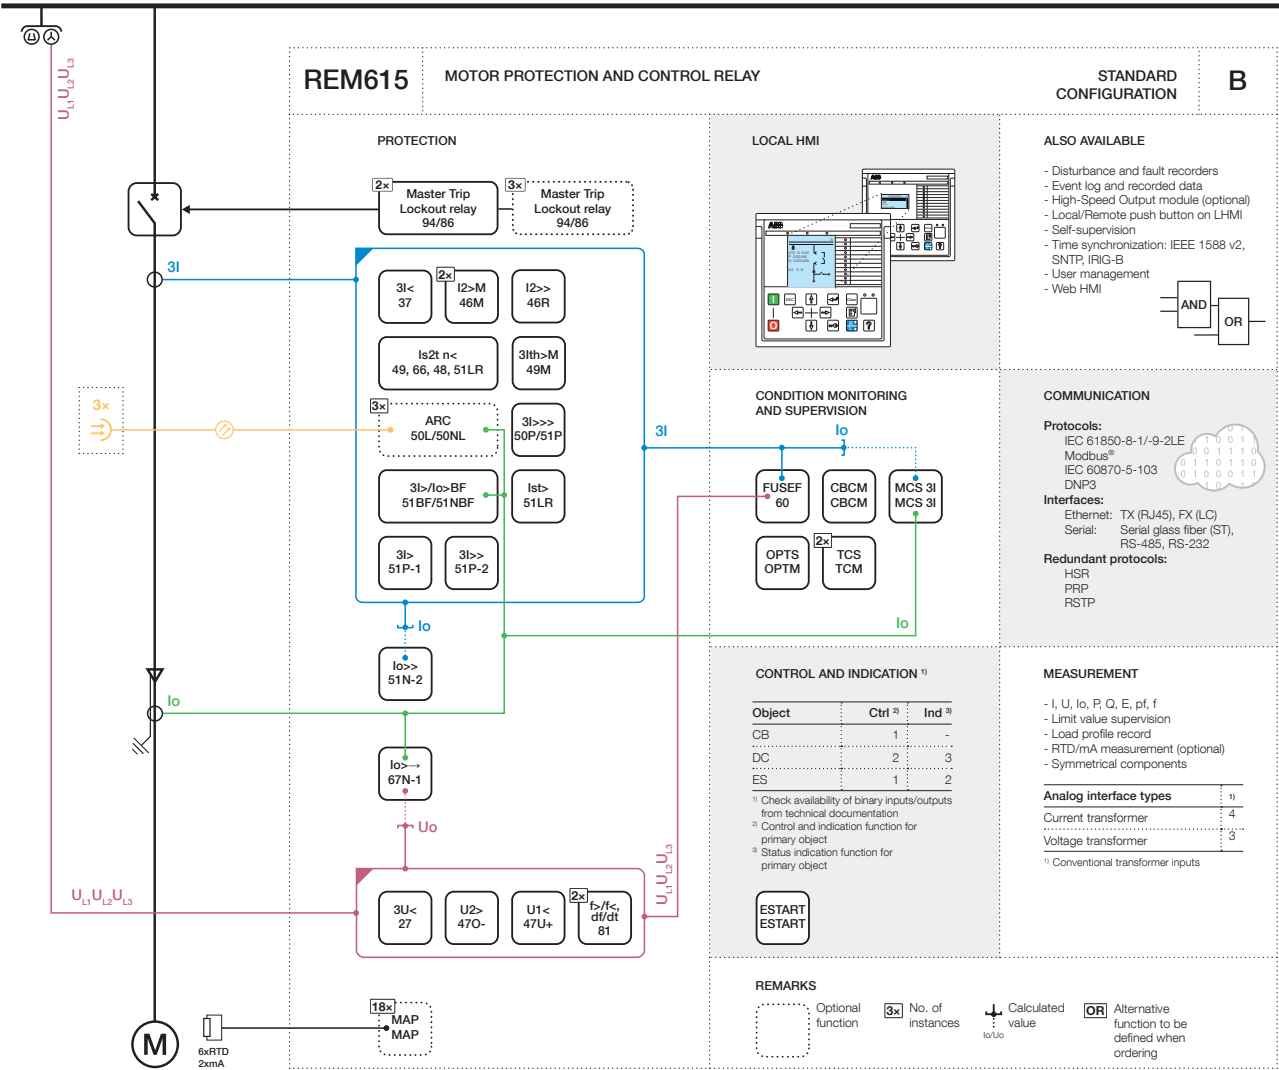 REM615
MOTOR PROTECTION AND CONTROL RELAY
STANDARD
CONFIGURATION
B
UL1UL2UL3
PROTECTION
2×
Master Trip
Lockout relay
94/86
3×
Master Trip
Lockout relay
94/86
3I
3I<
37
2×
I2>M
46M
I2>>
46R
Is2t n<
49, 66, 48, 51LR
3Ith>M
49M
3×
3×
ARC
50L/50NL
3I>>>
50P/51P
3I>/Io>BF
51BF/51NBF
Ist>
51LR
3I>
51P-1
3I>>
51P-2
Io
Io>>
51N-2
Io
Io>→
67N-1
Uo
UL1UL2UL3
3U<
27
U2>
47O-
U1<
47U+
2×
f>/f<,
df/dt
81
UL1UL2UL3
18×
MAP
MAP
M
6xRTD
2xmA
LOCAL HMI
ABB
ABB
ESC
Clear
ALSO AVAILABLE
- Disturbance and fault recorders
- Event log and recorded data
- High-Speed Output module (optional)
- Local/Remote push button on LHMI
- Self-supervision
- Time synchronization: IEEE 1588 v2,
SNTP, IRIG-B
- User management
- Web HMI
AND
OR
CONDITION MONITORING
AND SUPERVISION
3I
Io
FUSEF
60
CBCM
CBCM
MCS 3I
MCS 3I
OPTS
OPTM
2×
TCS
TCM
Io
COMMUNICATION
Protocols:
IEC 61850-8-1/-9-2LE
Modbus®
IEC 60870-5-103
DNP3
Interfaces:
Ethernet: TX (RJ45), FX (LC)
Serial: Serial glass fiber (ST),
RS-485, RS-232
Redundant protocols:
HSR
PRP
RSTP
CONTROL AND INDICATION 1)
Object Ctrl 2) Ind 3)
CB 1 -
DC 2 3
ES 1 2
1) Check availability of binary inputs/outputs
from technical documentation
2) Control and indication function for
primary object
3) Status indication function for
primary object
ESTART
ESTART
MEASUREMENT
- I, U, Io, P, Q, E, pf, f
- Limit value supervision
- Load profile record
- RTD/mA measurement (optional)
- Symmetrical components
Analog interface types 1)
Current transformer 4
Voltage transformer 3
1) Conventional transformer inputs
REMARKS
Optional
function
3×
No. of
instances
Io/Uo
Calculated
value
OR
Alternative
function to be
defined when
ordering